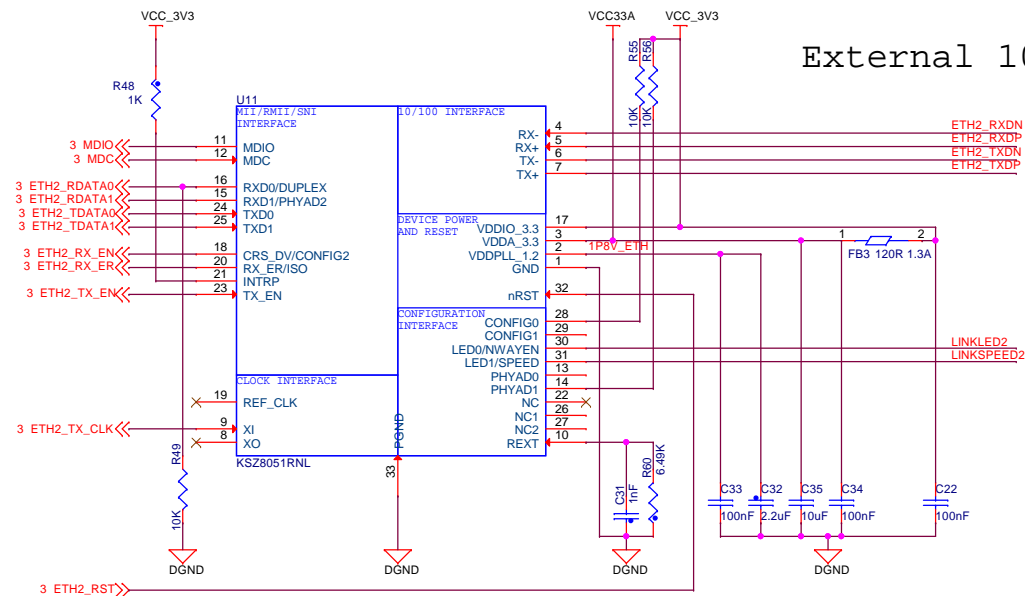 VCC_3V3
VCC33A
VCC_3V3
External 10
R48
1K
R55
10K
R56
10K
U11
MII/RMII/SNI
INTERFACE
10/100 INTERFACE
3 MDIO
11
MDIO
3 MDC
12
MDC
3 ETH2_RDATA0
16
RXD0/DUPLEX
3 ETH2_RDATA1
15
RXD1/PHYAD2
3 ETH2_TDATA0
24
TXD0
3 ETH2_TDATA1
25
TXD1
3 ETH2_RX_EN
18
CRS_DV/CONFIG2
3 ETH2_RX_ER
20
RX_ER/ISO
21
INTRP
3 ETH2_TX_EN
23
TX_EN
RX-
4
ETH2_RXDN
RX+
5
ETH2_RXDP
TX-
6
ETH2_TXDN
TX+
7
ETH2_TXDP
DEVICE POWER
AND RESET
VDDIO_3.3
17
VDDA_3.3
3
VDDPLL_1.2
2
1P8V_ETH
GND
1
nRST
32
1
2
FB3 120R 1.3A
CONFIGURATION
INTERFACE
CONFIG0
28
CONFIG1
29
LED0/NWAYEN
30
LINKLED2
LED1/SPEED
31
LINKSPEED2
PHYAD0
13
PHYAD1
14
NC
22
NC1
26
NC2
27
REXT
10
CLOCK INTERFACE
19
REF_CLK
3 ETH2_TX_CLK
9
XI
8
XO
PGND
33
KSZ8051RNL
R49
10K
C31
1nF
R60
6.49K
C33
100nF
C32
2.2uF
C35
10uF
C34
100nF
C22
100nF
DGND
DGND
DGND
DGND
3 ETH2_RST